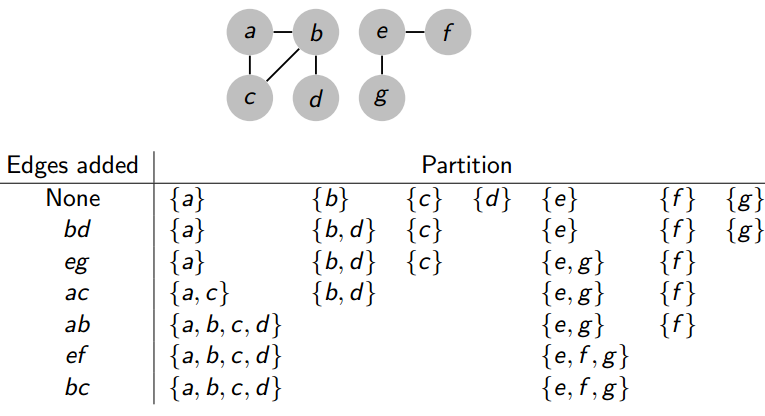 a b e f
c d g
Edges added Partition
None {a} {b} {c} {d} {e} {f} {g}
bd {a} {b, d} {c} {e} {f} {g}
eg {a} {b, d} {c} {e, g} {f}
ac {a, c} {b, d} {e, g} {f}
ab {a, b, c, d} {e, g} {f}
ef {a, b, c, d} {e, f, g}
bc {a, b, c, d} {e, f, g}